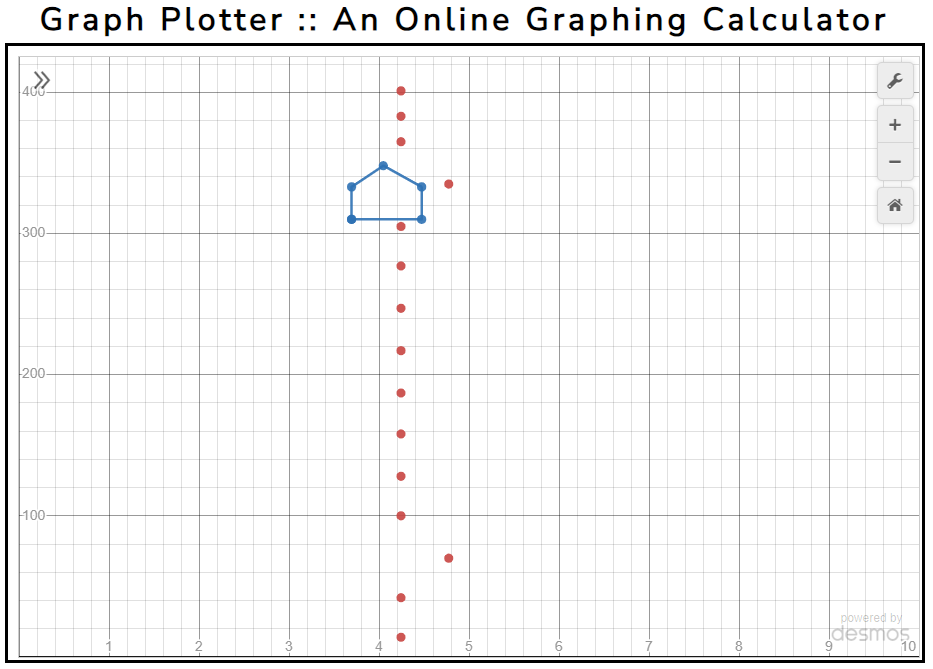 Graph Plotter :: An Online Graphing Calculator
400
300
200
100
1 2 3 4 5 6 7 8 9 10
powered by
desmos